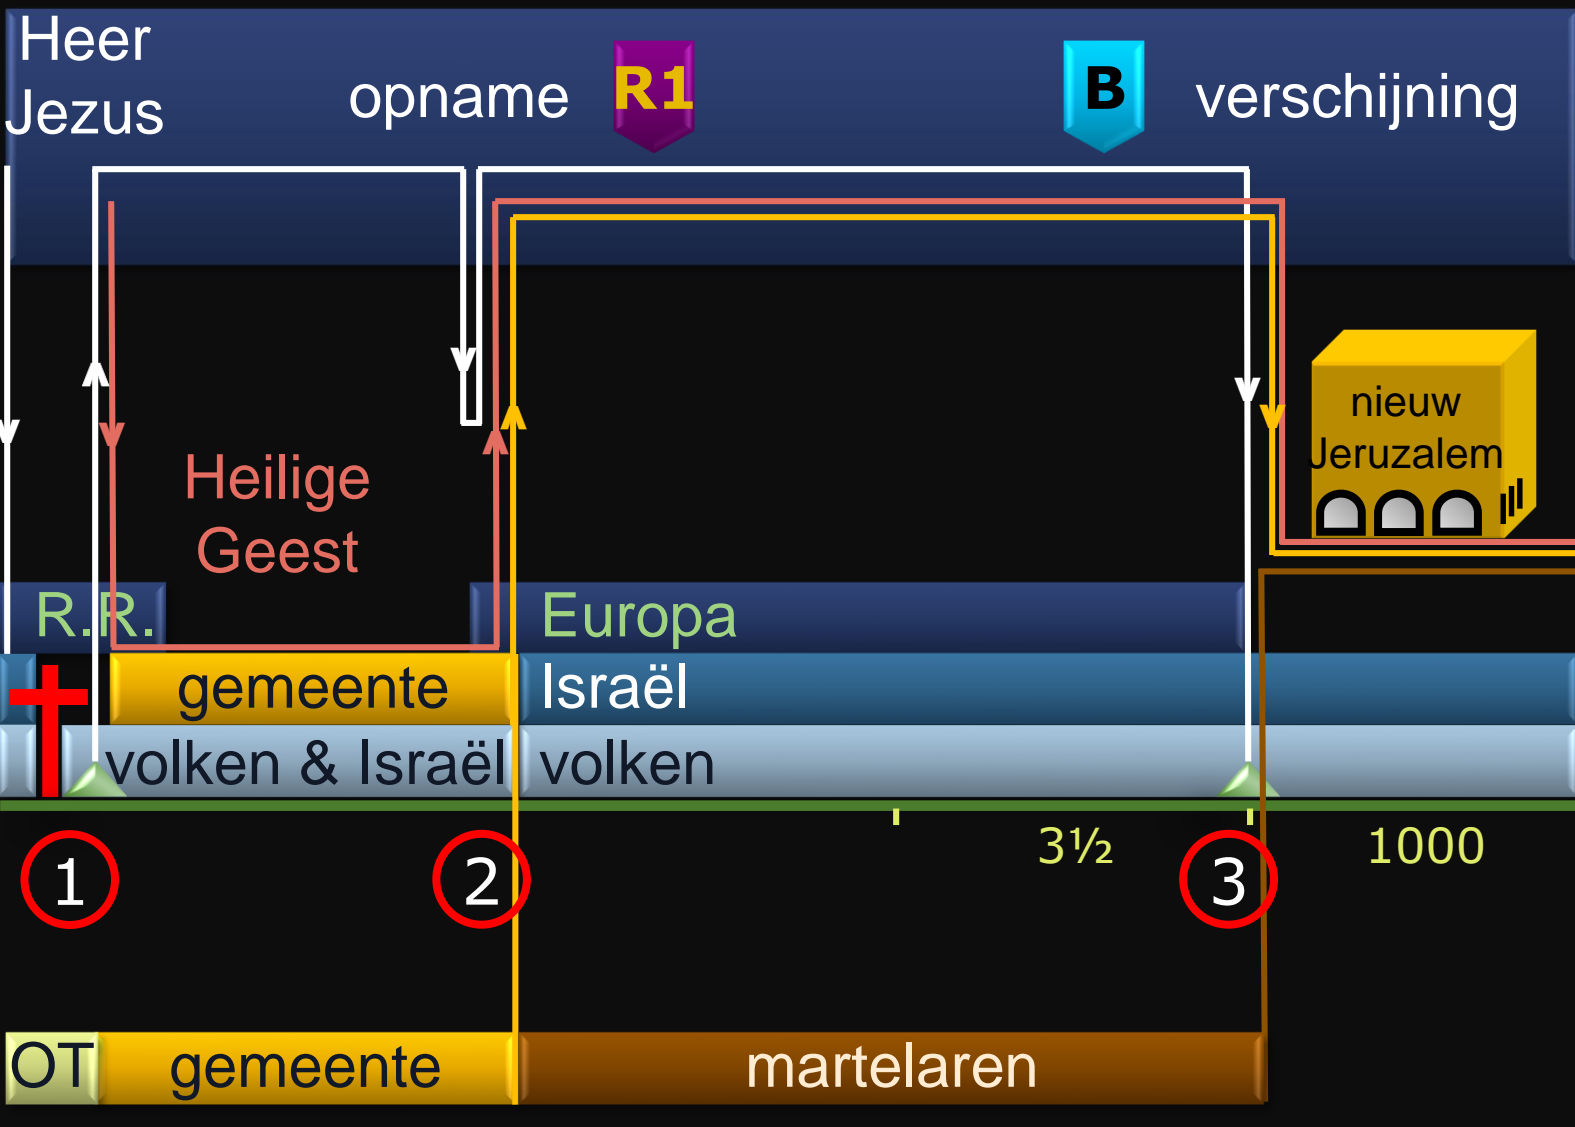 Heer
Jezus
opname
R1
B
verschijning
nieuw
Jeruzalem
Heilige
Geest
R.R.
Europa
gemeente
Israël
volken & Israël
volken
3½
1000
1
2
3
OT
gemeente
martelaren